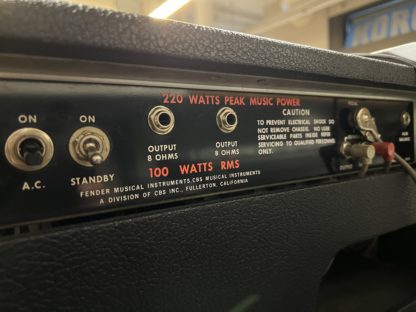 KORG
220 WATTS PEAK MUSIC POWER
ON
ON
A.C.
STANDBY
OUTPUT
8 OHMS
OUTPUT
8 OHMS
100 WATTS RMS
CAUTION
TO PREVENT ELECTRICAL SHOCK DO
NOT REMOVE CHASSIS. NO USER
SERVICABLE PARTS INSIDE REFER
SERVICING TO QUALIFIED PERSONNEL
ONLY.
FENDER MUSICAL INSTRUMENTS.CBS MUSICAL INSTRUMENTS
A DIVISION OF CBS INC., FULLERTON, CALIFORNIA